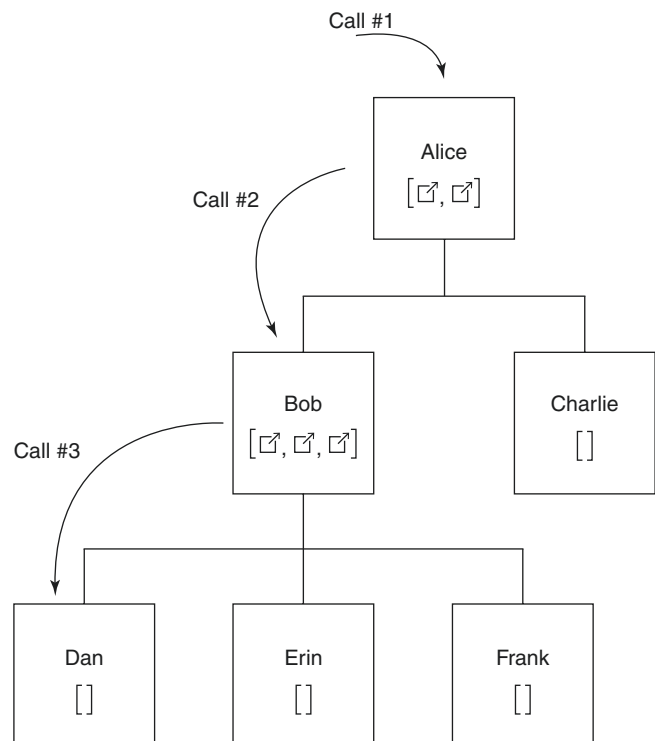 Call #1
Alice
[ , ]
Call #2
Bob
[ , , ]
Charlie
[]
Call #3
Dan
[]
Erin
[]
Frank
[]